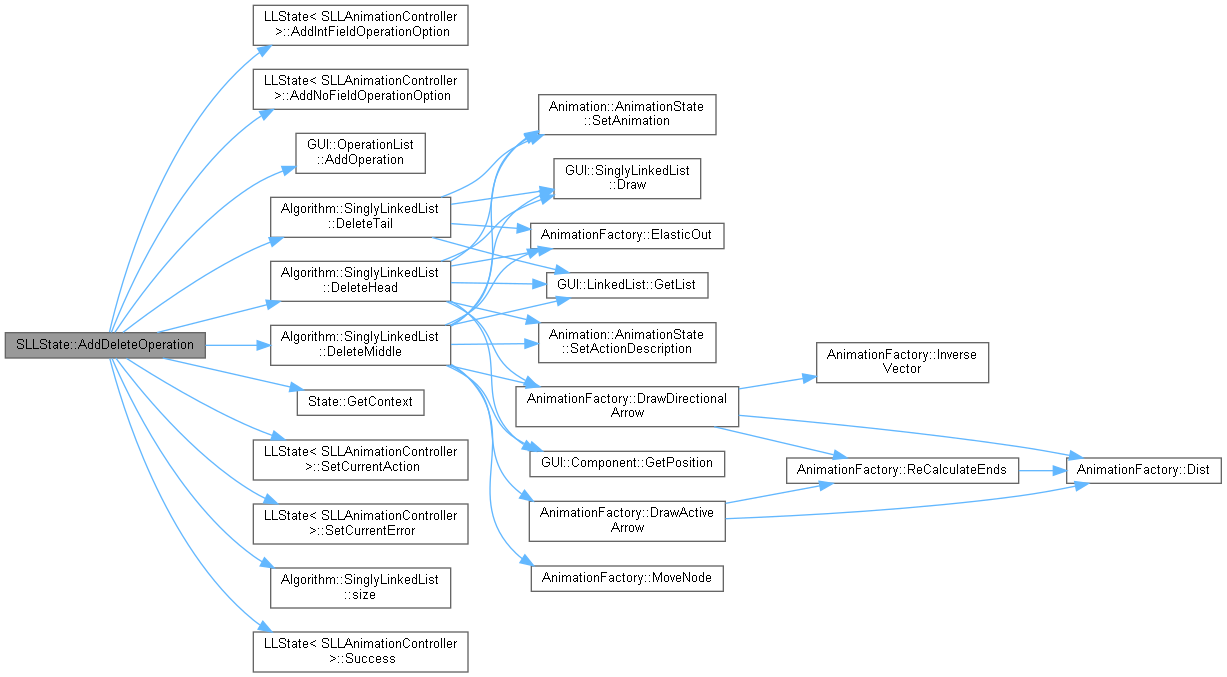 SLLState::AddDeleteOperation
LLState< SLLAnimationController
>::AddIntFieldOperationOption
LLState< SLLAnimationController
>::AddNoFieldOperationOption
GUI::OperationList
::AddOperation
Algorithm::SinglyLinkedList
::DeleteTail
Algorithm::SinglyLinkedList
::DeleteHead
Algorithm::SinglyLinkedList
::DeleteMiddle
State::GetContext
LLState< SLLAnimationController
>::SetCurrentAction
LLState< SLLAnimationController
>::SetCurrentError
Algorithm::SinglyLinkedList
::size
LLState< SLLAnimationController
>::Success
Animation::AnimationState
::SetAnimation
GUI::SinglyLinkedList
::Draw
AnimationFactory::ElasticOut
GUI::LinkedList::GetList
Animation::AnimationState
::SetActionDescription
AnimationFactory::DrawDirectional
Arrow
GUI::Component::GetPosition
AnimationFactory::DrawActive
Arrow
AnimationFactory::MoveNode
AnimationFactory::Inverse
Vector
AnimationFactory::ReCalculateEnds
AnimationFactory::Dist